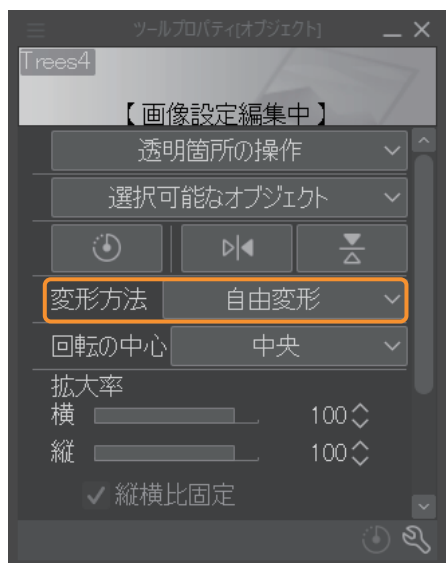 ツールプロパティ[オブジェクト]
Trees4
【画像設定編集中】
透明箇所の操作
選択可能なオブジェクト
変形方法 自由変形
回転の中心 中央
拡大率
横 100
縦 100
縦横比固定